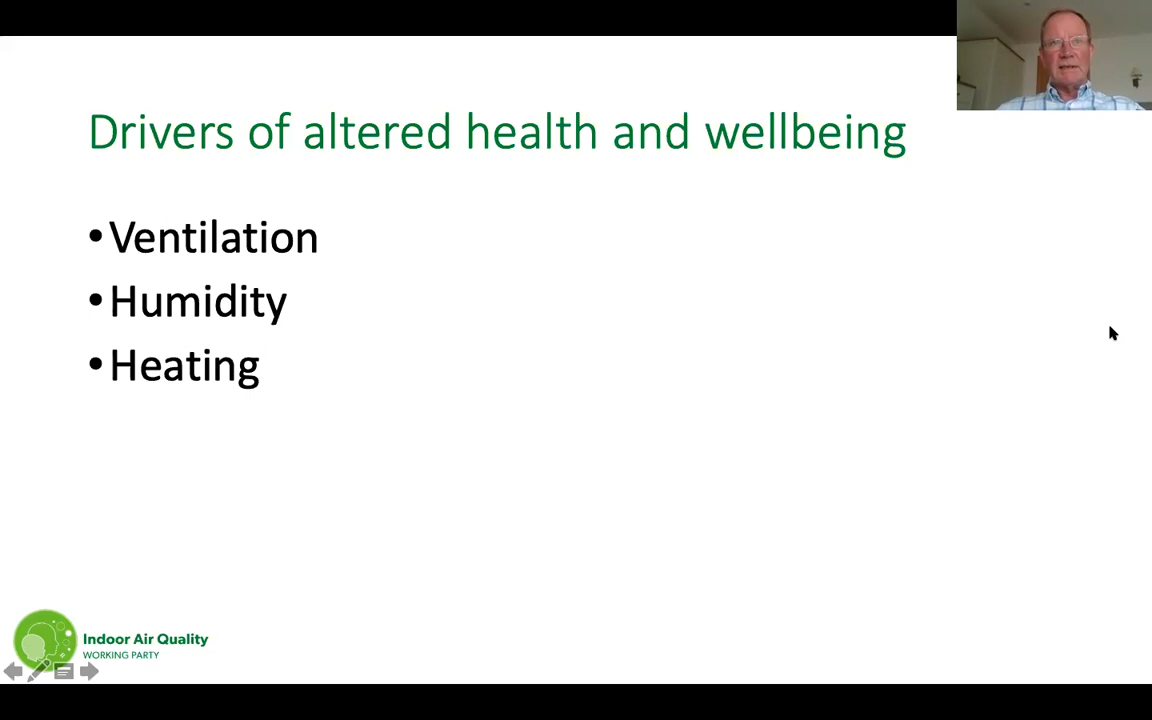 Drivers of altered health and wellbeing
•Ventilation
•Humidity
•Heating
Indoor Air Quality
WORKING PARTY